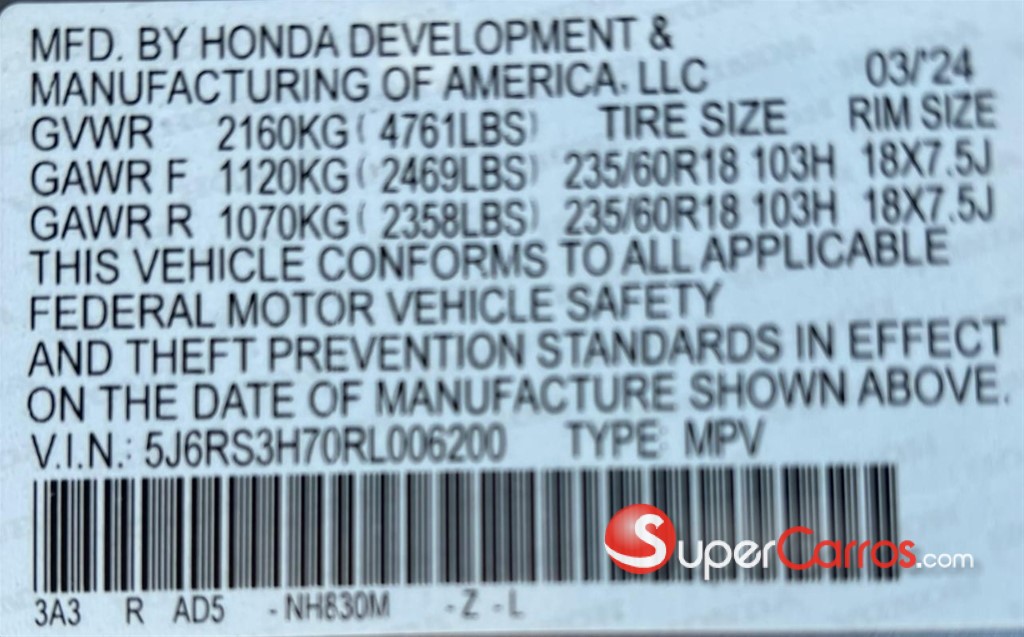 MFD. BY HONDA DEVELOPMENT &
MANUFACTURING OF AMERICA, LLC 03/'24
GVWR 2160KG ( 4761LBS) TIRE SIZE RIM SIZE
GAWR F 1120KG ( 2469LBS) 235/60R18 103H 18X7.5J
GAWR R 1070KG ( 2358LBS) 235/60R18 103H 18X7.5J
THIS VEHICLE CONFORMS TO ALL APPLICABLE
FEDERAL MOTOR VEHICLE SAFETY
AND THEFT PREVENTION STANDARDS IN EFFECT
ON THE DATE OF MANUFACTURE SHOWN ABOVE.
V.I.N.: 5J6RS3H70RL006200 TYPE: MPV
SuperCarros.com
3A3 R AD5 -NH830M -Z -L